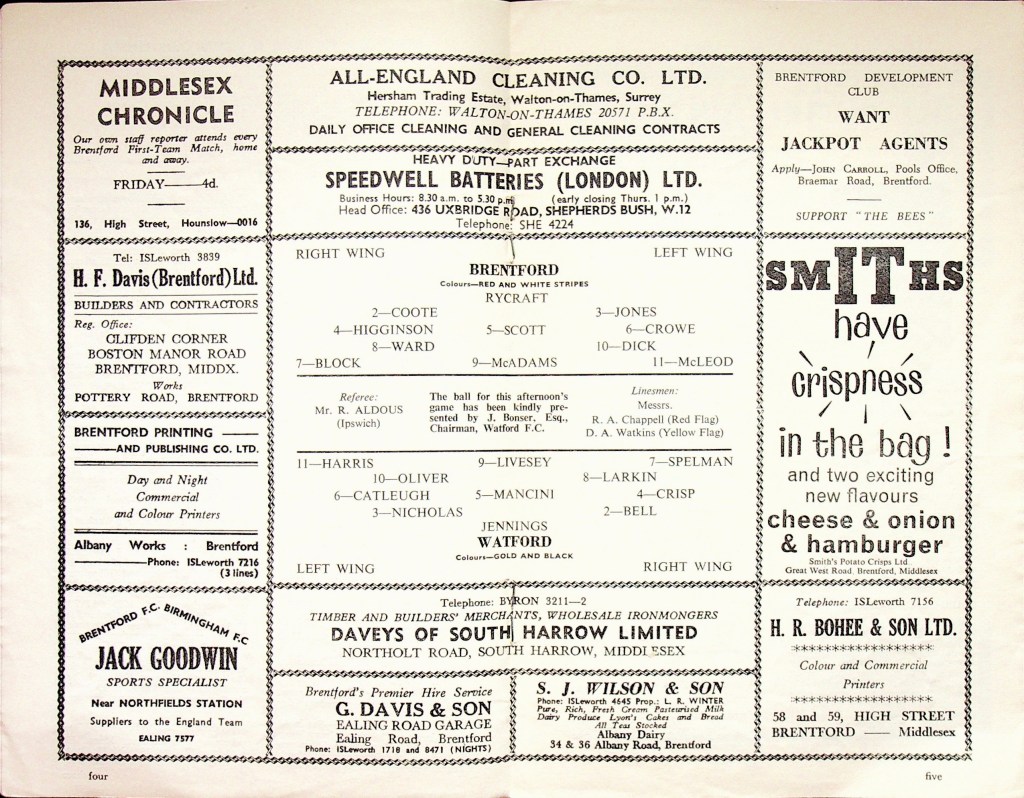 MIDDLESEX
CHRONICLE
Our own staff reporter attends every
Brentford First-Team Match, home
and away.
FRIDAY——4d.
136, High Street, Hounslow—0016
Tel: ISLeworth 3839
H. F. Davis (Brentford) Ltd.
BUILDERS AND CONTRACTORS
Reg. Office:
CLIFDEN CORNER
BOSTON MANOR ROAD
BRENTFORD, MIDDX.
Works
POTTERY ROAD, BRENTFORD
BRENTFORD PRINTING ——
——AND PUBLISHING CO. LTD.
Day and Night
Commercial
and Colour Printers
Albany Works : Brentford
——Phone: ISLeworth 7216
(3 lines)
BRENTFORD F.C. BIRMINGHAM F.C
JACK GOODWIN
SPORTS SPECIALIST
Near NORTHFIELDS STATION
Suppliers to the England Team
EALING 7577
four
ALL-ENGLAND CLEANING CO. LTD.
Hersham Trading Estate, Walton-on-Thames, Surrey
TELEPHONE: WALTON-ON-THAMES 20571 P.B.X.
DAILY OFFICE CLEANING AND GENERAL CLEANING CONTRACTS
HEAVY DUTY—PART EXCHANGE
SPEEDWELL BATTERIES (LONDON) LTD.
Business Hours: 8.30 a.m. to 5.30 p.m. (early closing Thurs. 1 p.m.)
Head Office: 436 UXBRIDGE ROAD, SHEPHERDS BUSH, W.12
Telephone: SHE 4224
RIGHT WING LEFT WING
BRENTFORD
Colours—RED AND WHITE STRIPES
RYCRAFT
2—COOTE 3—JONES
4—HIGGINSON 5—SCOTT 6—CROWE
8—WARD 10—DICK
7—BLOCK 9—McADAMS 11—McLEOD
Referee:
Mr. R. ALDOUS
(Ipswich)
The ball for this afternoon's
game has been kindly pre-
sented by J. Bonser, Esq.,
Chairman, Watford F.C.
Linesmen:
Messrs.
R. A. Chappell (Red Flag)
D. A. Watkins (Yellow Flag)
11—HARRIS 9—LIVESEY 7—SPELMAN
10—OLIVER 8—LARKIN
6—CATLEUGH 5—MANCINI 4—CRISP
3—NICHOLAS 2—BELL
JENNINGS
WATFORD
Colours—GOLD AND BLACK
LEFT WING RIGHT WING
Telephone: BYRON 3211—2
TIMBER AND BUILDERS' MERCHANTS, WHOLESALE IRONMONGERS
DAVEYS OF SOUTH HARROW LIMITED
NORTHOLT ROAD, SOUTH HARROW, MIDDLESEX
Brentford's Premier Hire Service
G. DAVIS & SON
EALING ROAD GARAGE
Ealing Road, Brentford
Phone: ISLeworth 1718 and 8471 (NIGHTS)
S. J. WILSON & SON
Phone: ISLeworth 4645 Prop.: L. R. WINTER
Pure, Rich, Fresh Cream Pasteurised Milk
Dairy Produce Lyon's Cakes and Bread
All Teas Stocked
Albany Dairy
34 & 36 Albany Road, Brentford
BRENTFORD DEVELOPMENT
CLUB
WANT
JACKPOT AGENTS
Apply—JOHN CARROLL, Pools Office,
Braemar Road, Brentford.
SUPPORT "THE BEES"
SMITHS
have
crispness
in the bag !
and two exciting
new flavours
cheese & onion
& hamburger
Smith's Potato Crisps Ltd.
Great West Road, Brentford, Middlesex
Telephone: ISLeworth 7156
H. R. BOHEE & SON LTD.
******************
Colour and Commercial
Printers
******************
58 and 59, HIGH STREET
BRENTFORD —— Middlesex
five